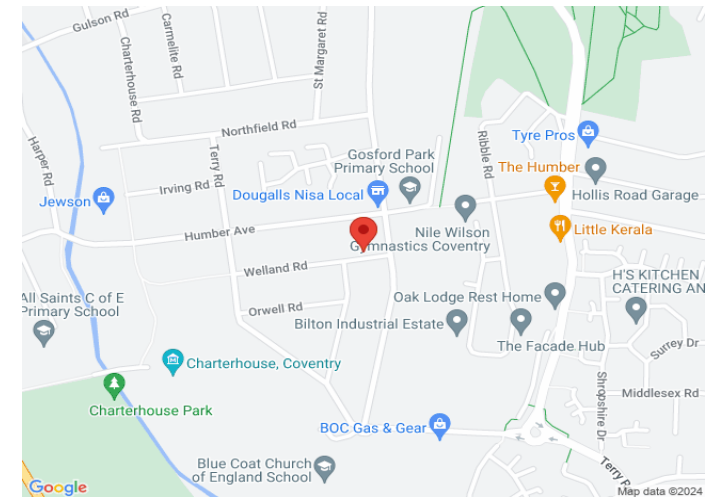 Gulson Rd
Carmelite Rd
Charterhouse Rd
St Margaret Rd
Harper Rd
Northfield Rd
Terry Rd
Gosford Park
Primary School
Ribble Rd
Tyre Pros
The Humber
Hollis Road Garage
Irving Rd
Dougalls Nisa Local
Jewson
Humber Ave
Nile Wilson
Gymnastics Coventry
Little Kerala
Welland Rd
H'S KITCHEN
CATERING AN
All Saints C of E
Primary School
Orwell Rd
Oak Lodge Rest Home
Bilton Industrial Estate
The Facade Hub
Surrey Dr
Charterhouse, Coventry
Shropshire Dr
Middlesex Rd
Charterhouse Park
BOC Gas & Gear
Blue Coat Church
of England School
Terry
Google
Map data ©2024